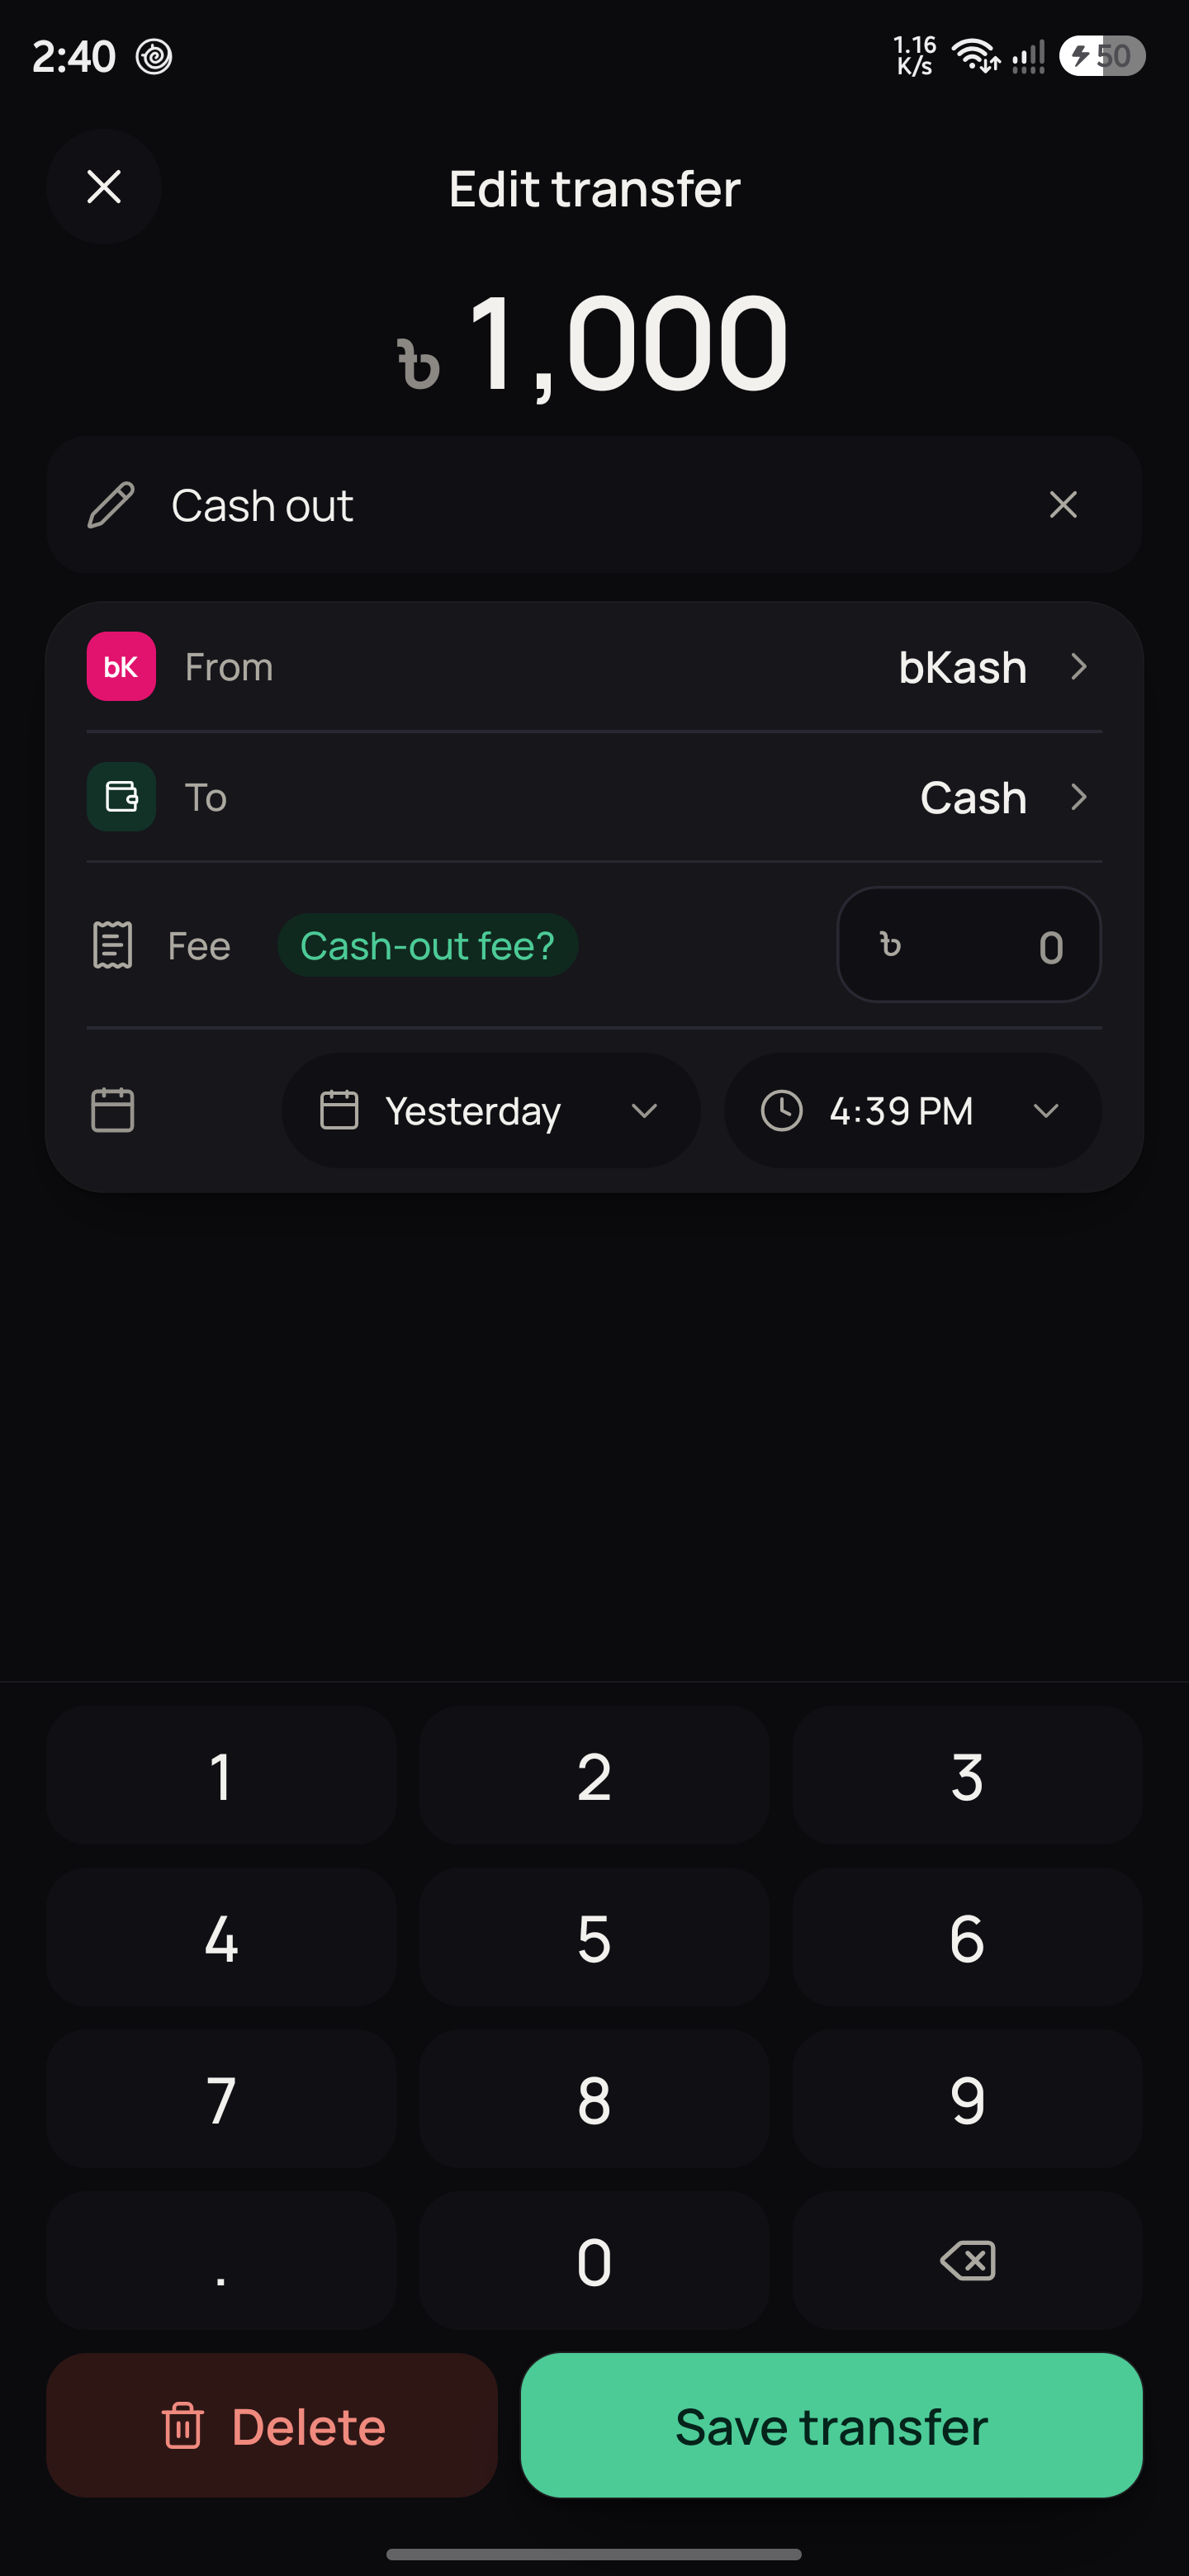 2:40
1.16
K/s
50
Edit transfer
৳ 1,000
Cash out
bK From bKash
To Cash
Fee Cash-out fee? ৳ 0
Yesterday 4:39 PM
1 2 3
4 5 6
7 8 9
. 0
Delete Save transfer